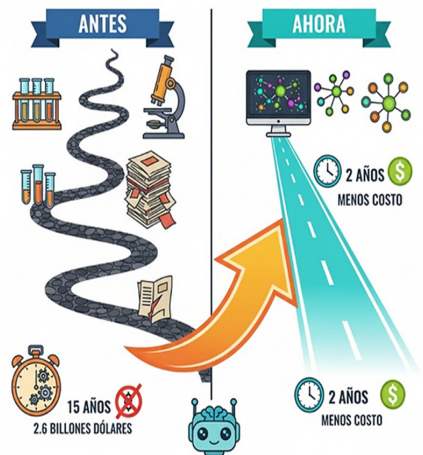 ANTES
15 AÑOS
2.6 BILLONES DÓLARES
AHORA
2 AÑOS $
MENOS COSTO
2 AÑOS $
MENOS COSTO